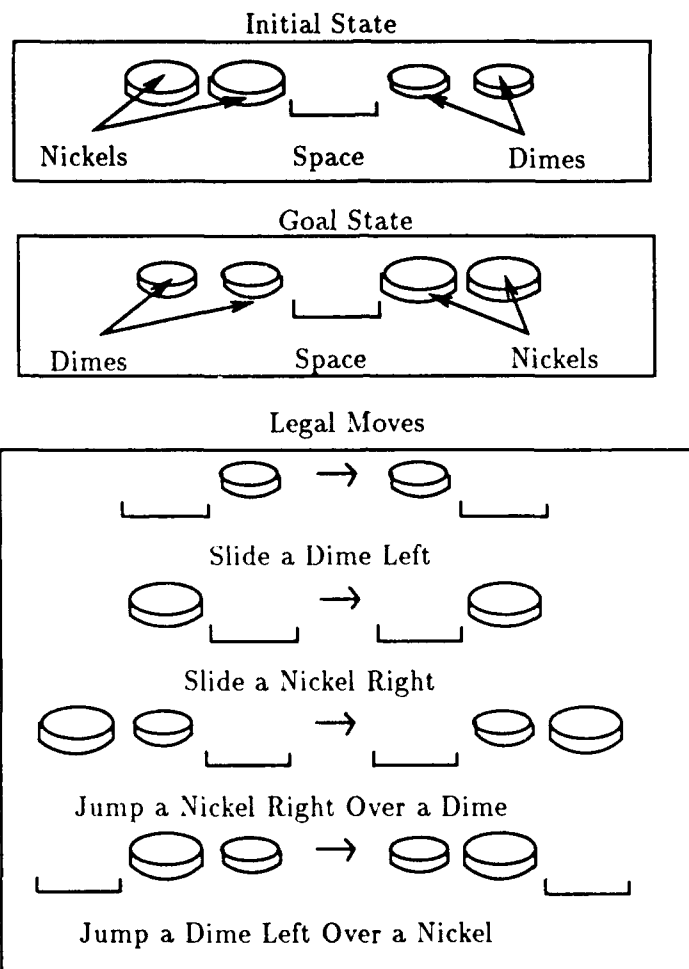 Initial State
Nickels Space Dimes
Goal State
Dimes Space Nickels
Legal Moves
Slide a Dime Left
Slide a Nickel Right
Jump a Nickel Right Over a Dime
Jump a Dime Left Over a Nickel